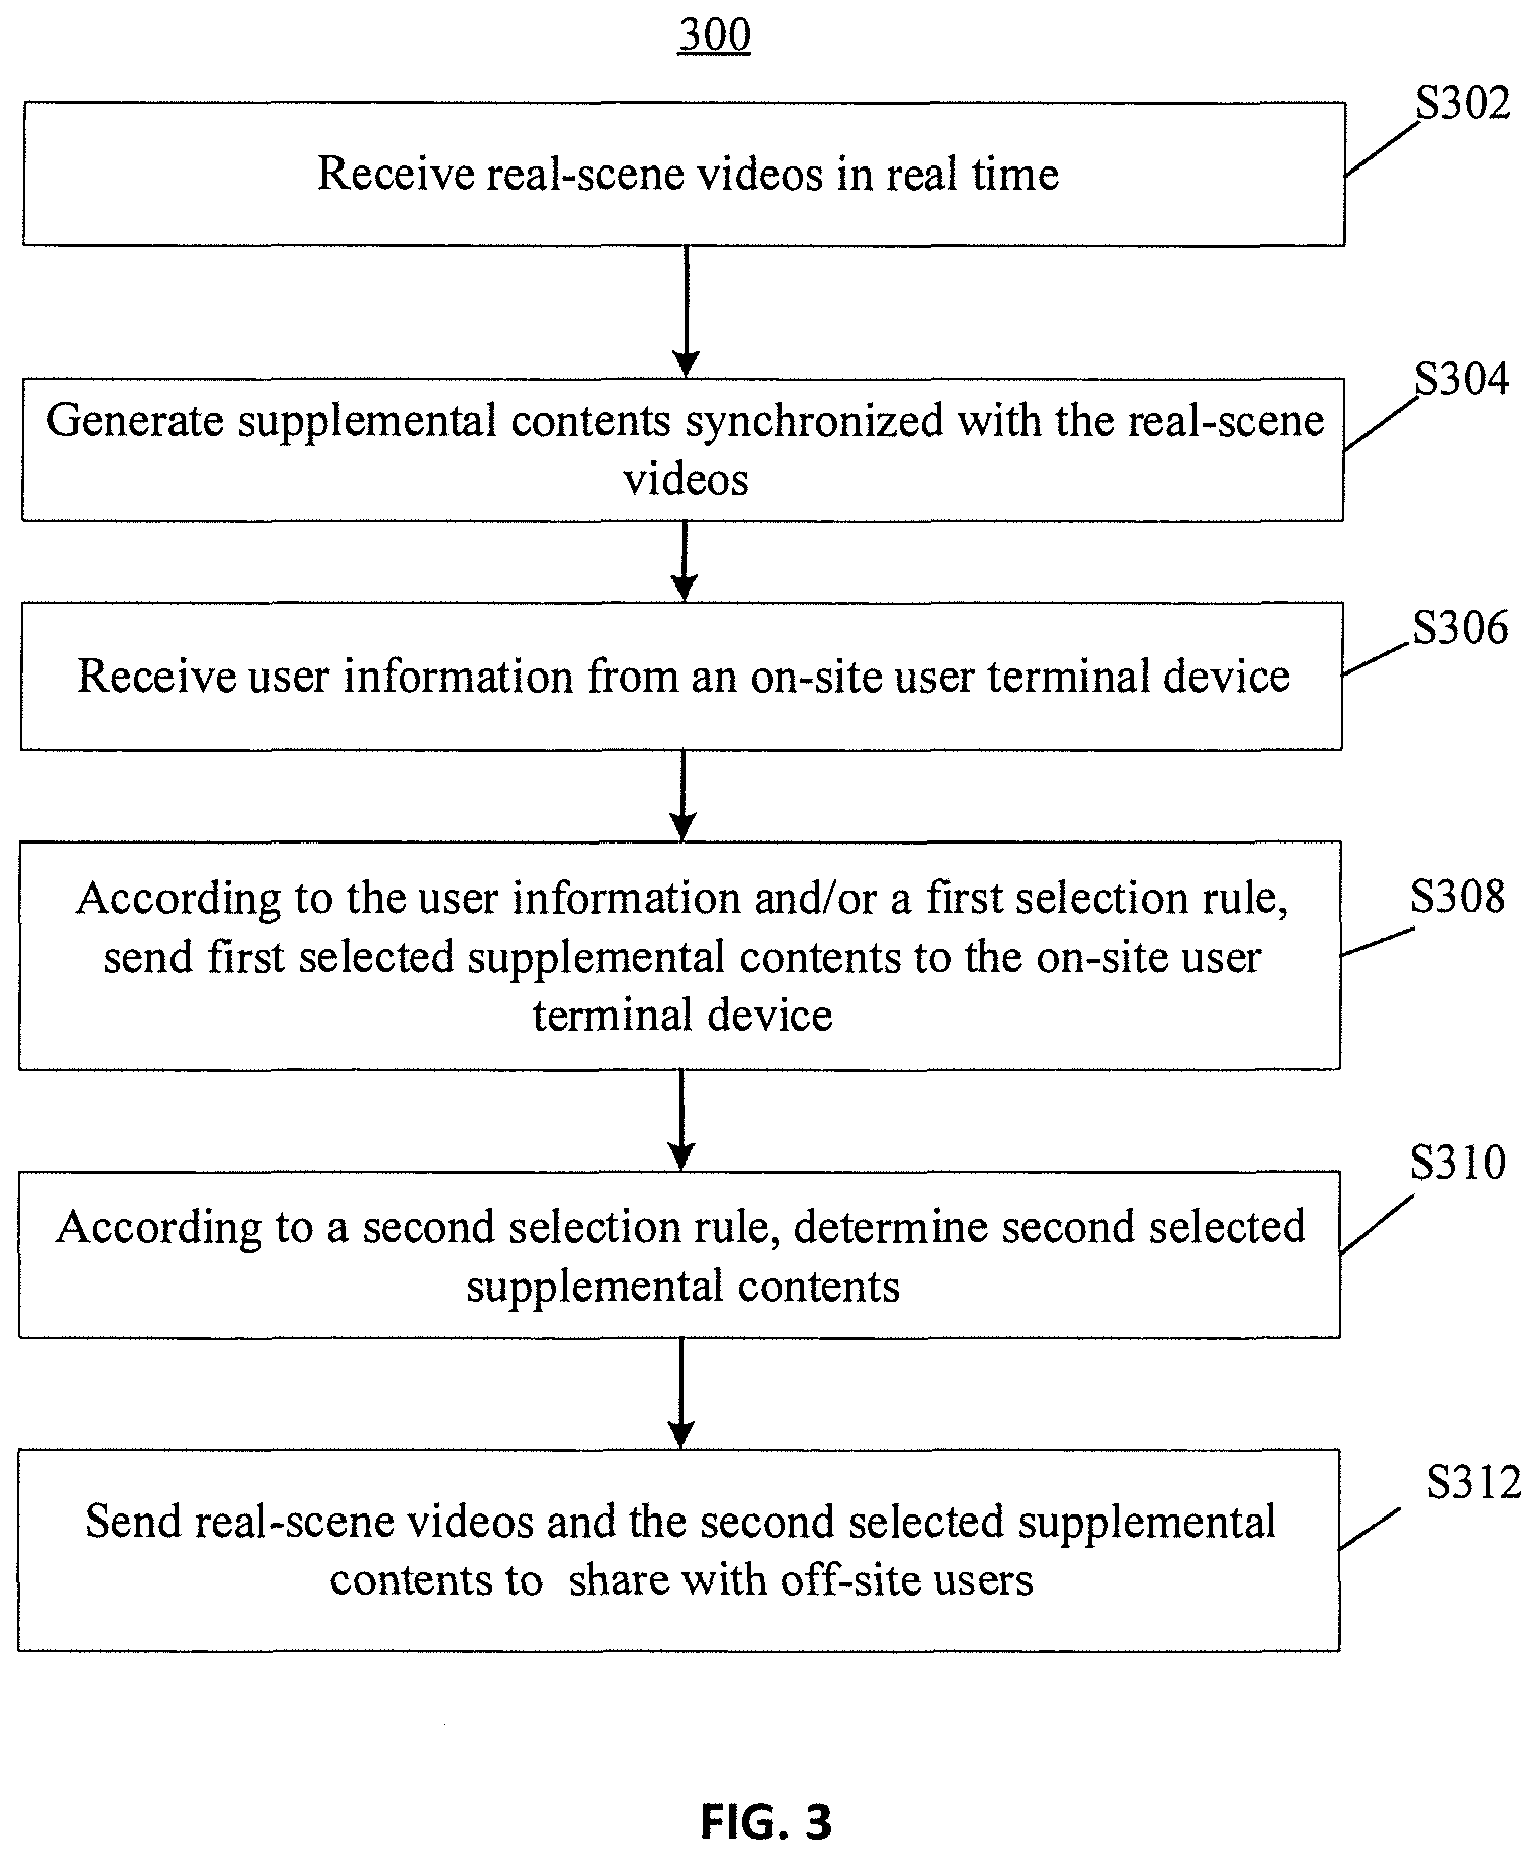 300
S302
Receive real-scene videos in real time
S304
Generate supplemental contents synchronized with the real-scene
videos
S306
Receive user information from an on-site user terminal device
S308
According to the user information and/or a first selection rule,
send first selected supplemental contents to the on-site user
terminal device
S310
According to a second selection rule, determine second selected
supplemental contents
S312
Send real-scene videos and the second selected supplemental
contents to share with off-site users
FIG. 3